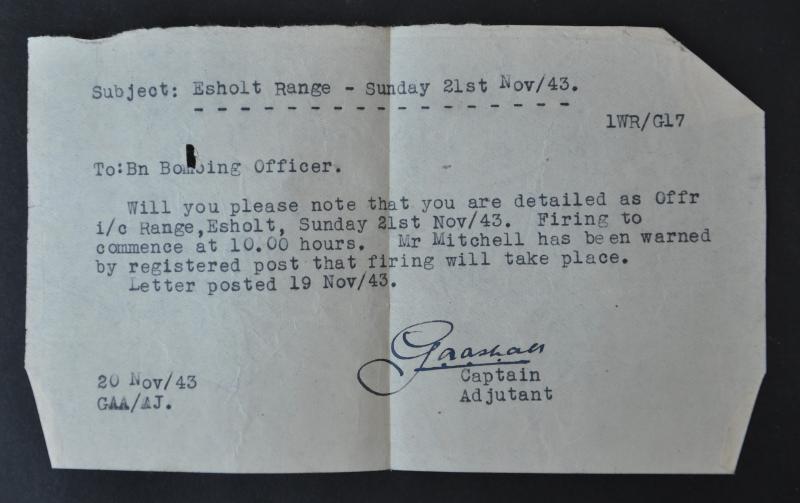 Subject: Esholt Range - Sunday 21st Nov/43.
1WR/G17
To:Bn Bombing Officer.
Will you please note that you are detailed as Offr
i/c Range,Esholt, Sunday 21st Nov/43. Firing to
commence at 10.00 hours. Mr Mitchell has been warned
by registered post that firing will take place.
Letter posted 19 Nov/43.
Captain
20 Nov/43
Adjutant
GAA/AJ.